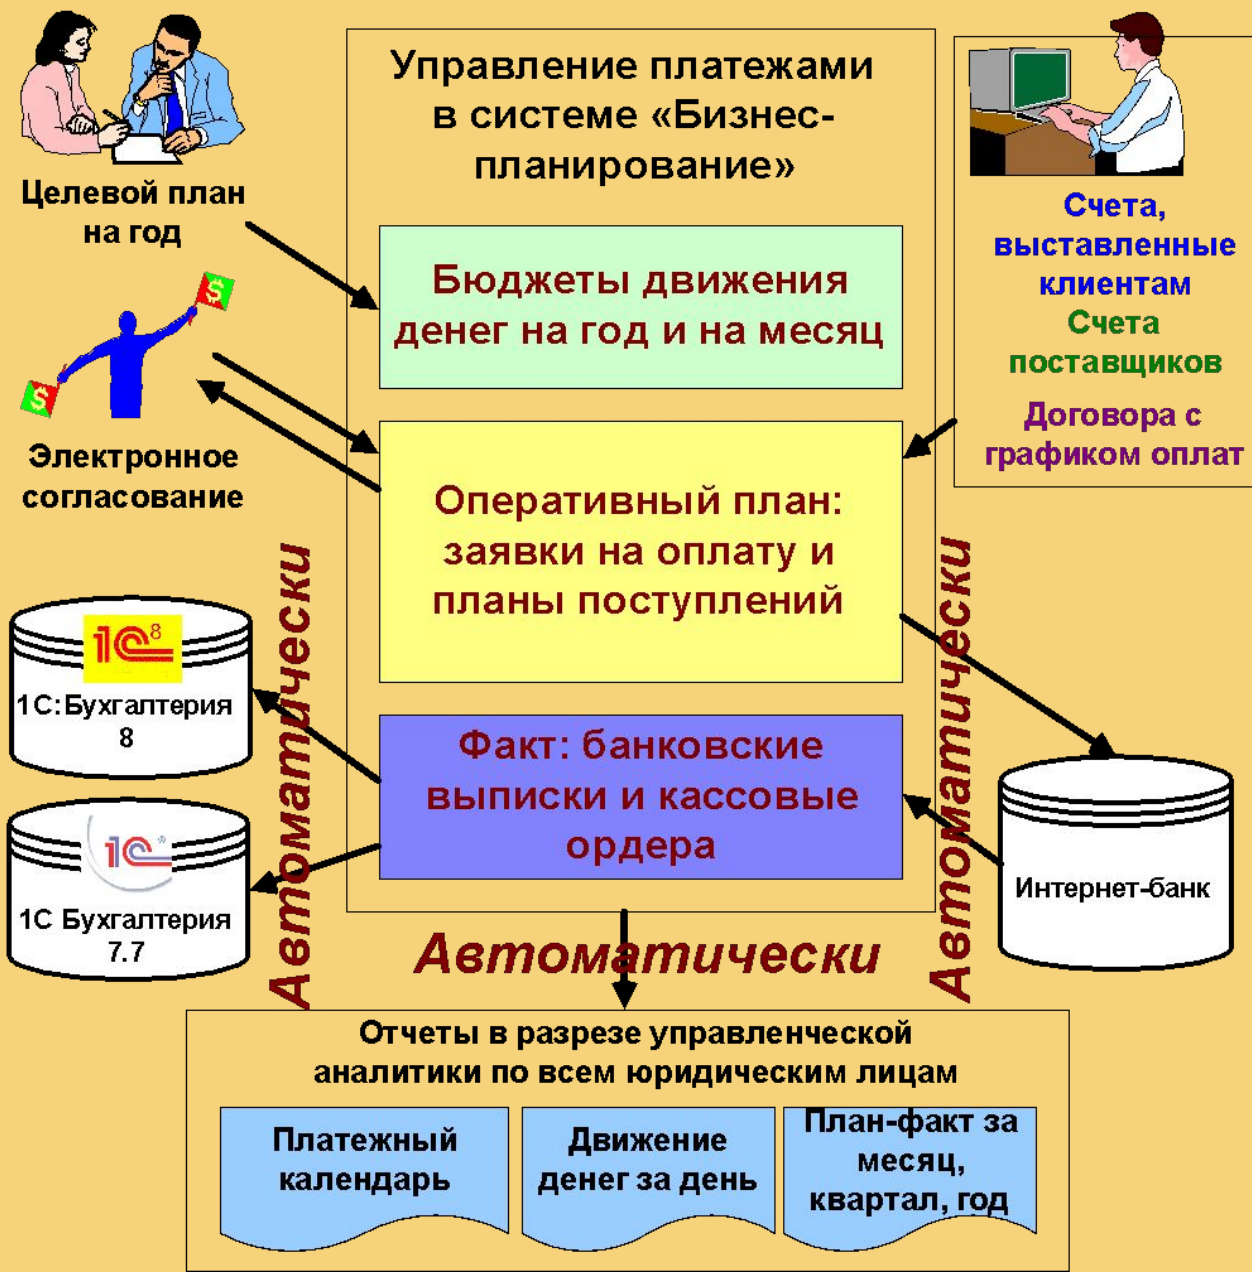 Управление платежами
в системе «Бизнес-
планирование»
Целевой план
на год
Счета,
выставленные
клиентам
Счета
поставщиков
Договора с
графиком оплат
Бюджеты движения
денег на год и на месяц
$
$
Электронное
согласование
Оперативный план:
заявки на оплату и
планы поступлений
Автоматически
Автоматически
1С 8
1С:Бухгалтерия
8
Факт: банковские
выписки и кассовые
ордера
1С ®
1С Бухгалтерия
7.7
Интернет-банк
Автоматически
Отчеты в разрезе управленческой
аналитики по всем юридическим лицам
Платежный
календарь
Движение
денег за день
План-факт за
месяц,
квартал, год